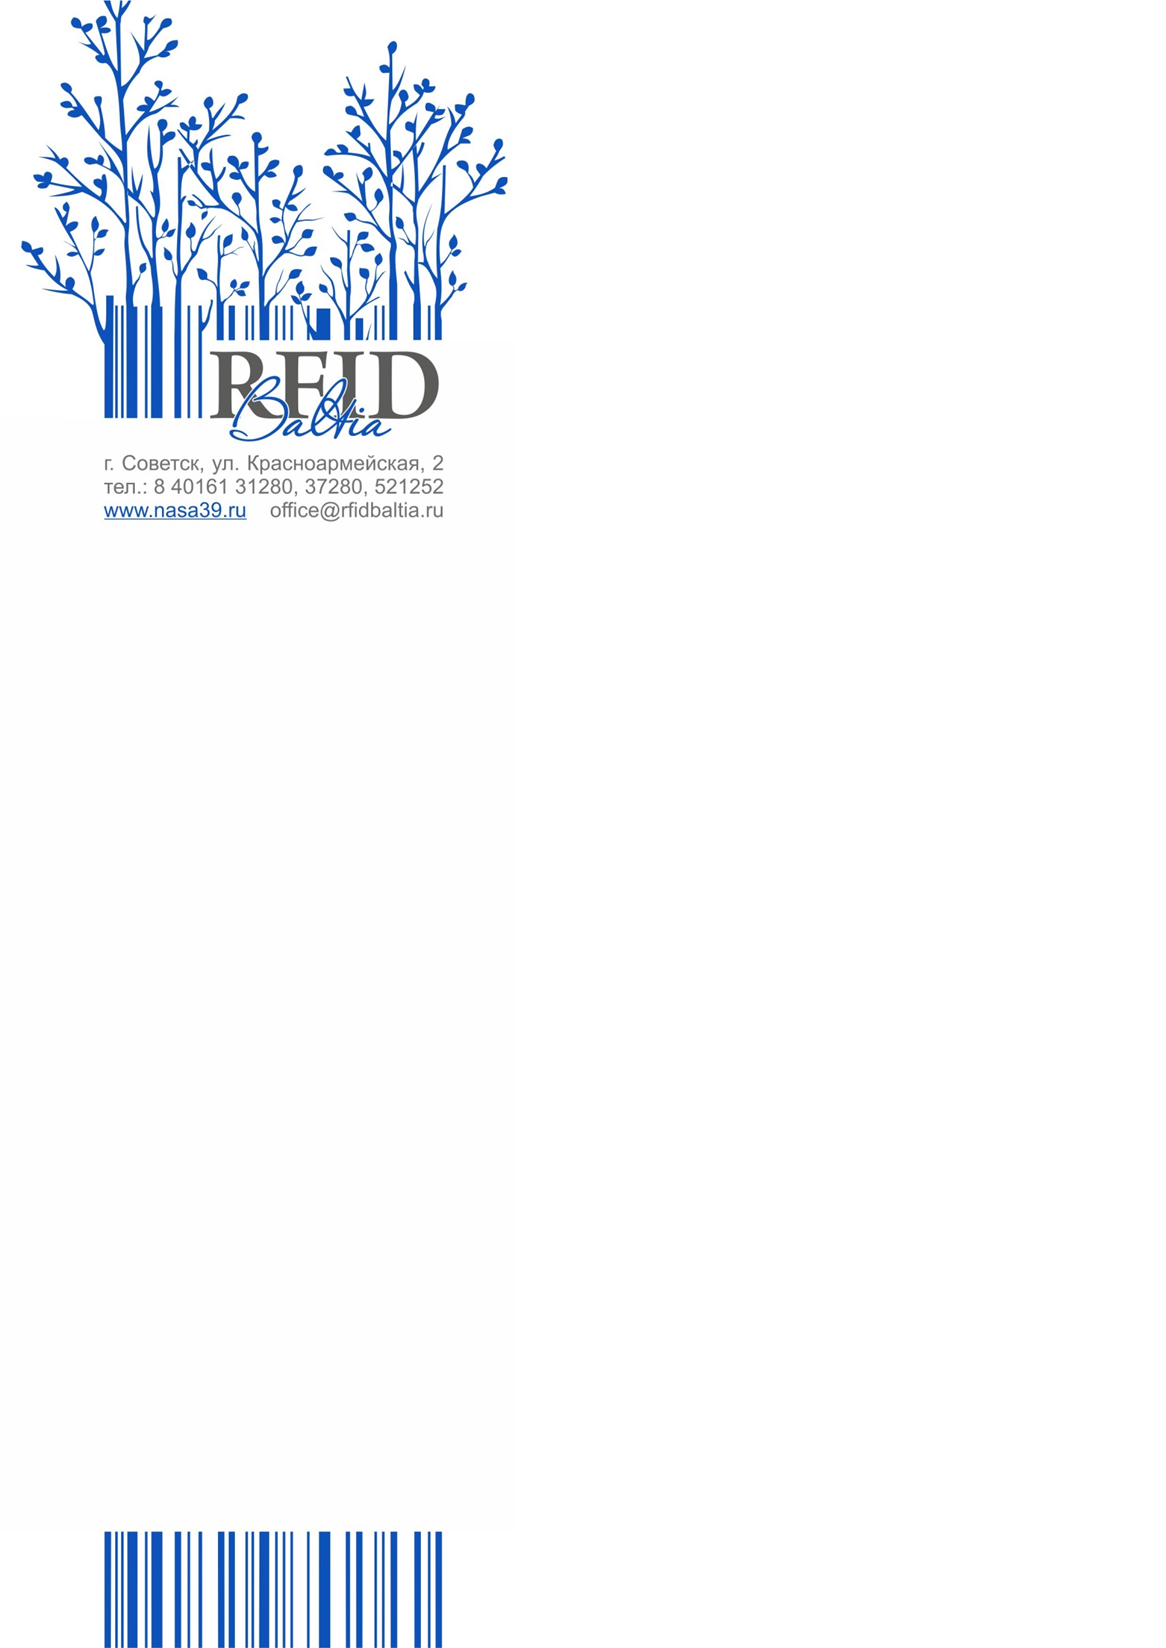 RFID
Baltia
г. Советск, ул. Красноармейская, 2
тел.: 8 40161 31280, 37280, 521252
www.nasa39.ru office@rfidbaltia.ru